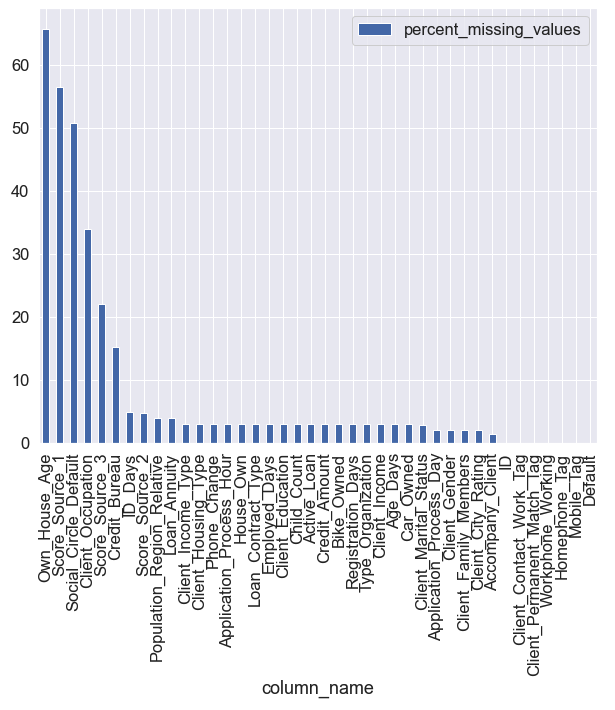 percent_missing_values
60
50
40
30
20
10
0
Own_House_Age
Score_Source_1
Social_Circle_Default
Client_Occupation
Score_Source_3
Credit_Bureau
ID_Days
Score_Source_2
Population_Region_Relative
Loan_Annuity
Client_Income_Type
Client_Housing_Type
Phone_Change
Application_Process_Hour
House_Own
Loan_Contract_Type
Employed_Days
Client_Education
Child_Count
Active_Loan
Credit_Amount
Bike_Owned
Registration_Days
Type_Organization
Client_Income
Age_Days
Car_Owned
Client_Marital_Status
Application_Process_Day
Client_Gender
Client_Family_Members
Cleint_City_Rating
Accompany_Client
ID
Client_Contact_Work_Tag
Client_Permanent_Match_Tag
Workphone_Working
Homephone_Tag
Mobile_Tag
Default
column_name